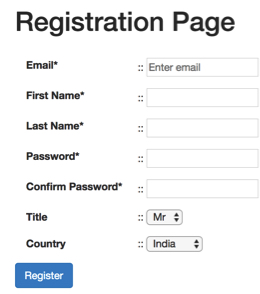 Registration Page
Email* :: Enter email
First Name* ::
Last Name* ::
Password* ::
Confirm Password* ::
Title :: Mr
Country :: India
Register